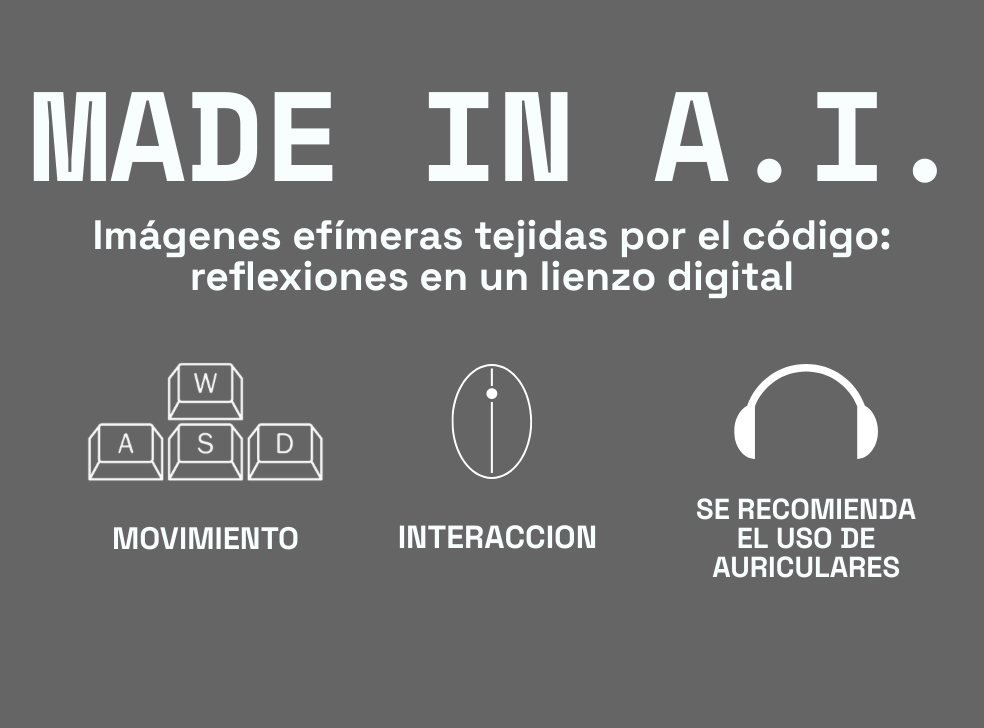 MADE IN A.I.
Imágenes efímeras tejidas por el código:
reflexiones en un lienzo digital
W
A S D
MOVIMIENTO
INTERACCION
SE RECOMIENDA
EL USO DE
AURICULARES